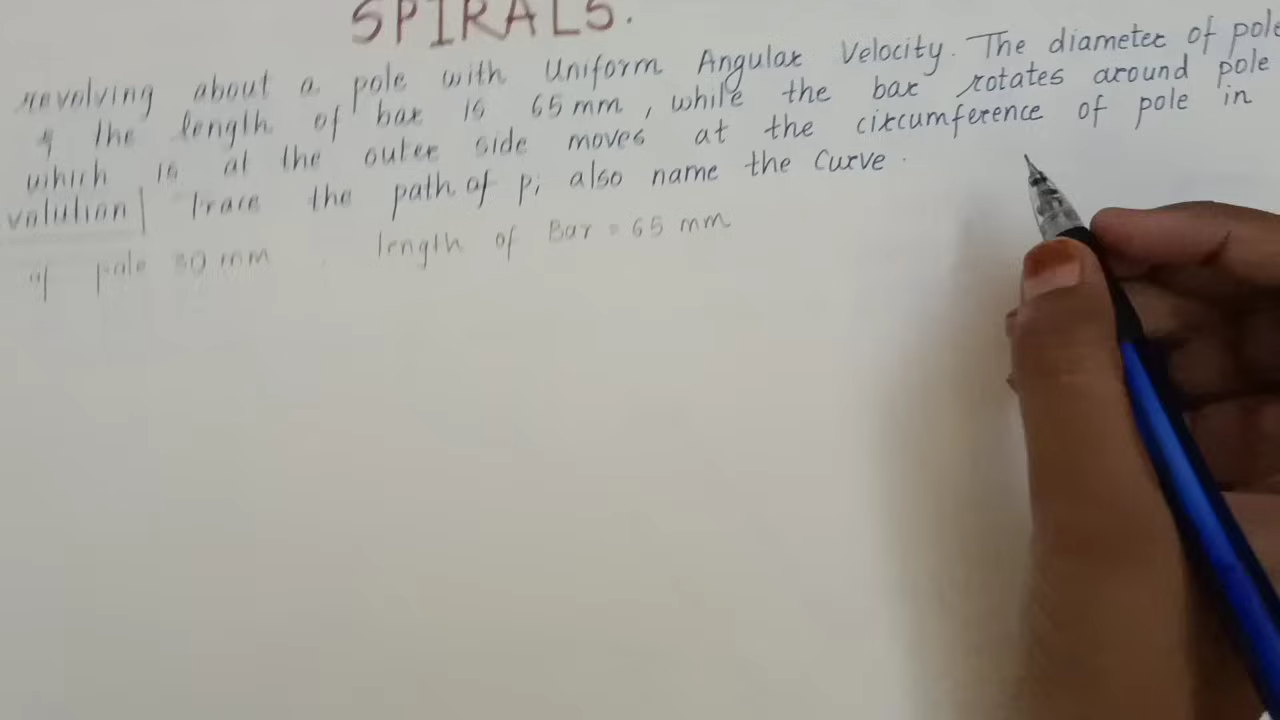 SPIRALS.
revolving about a pole with Uniform Angular Velocity. The diameter of pole
& the length of bar is 65 mm, while the bar rotates around pole
which is at the outer side moves at the circumference of pole in
volution | Trace the path of P, also name the Curve.
of pole 30 mm length of Bar = 65 mm